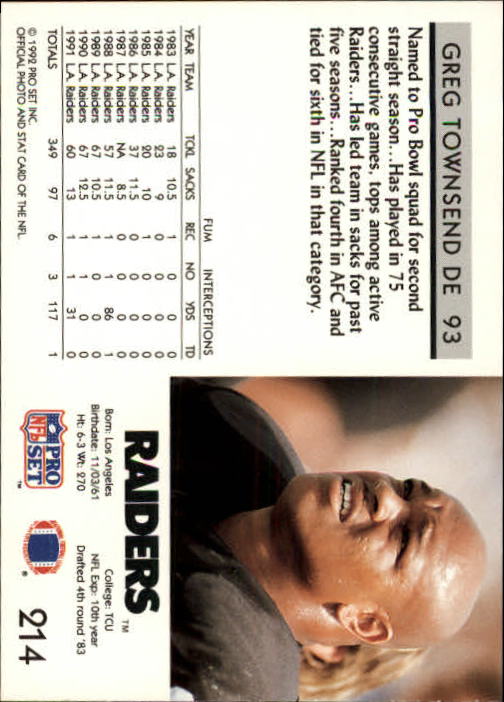 GREG TOWNSEND DE 93
Named to Pro Bowl squad for second
straight season....Has played in 75
consecutive games, tops among active
Raiders...Has led team in sacks for past
five seasons...Ranked fourth in AFC and
tied for sixth in NFL in that category.
FUM INTERCEPTIONS
YEAR TEAM TCKL SACKS REC NO YDS TD
1983 L.A. Raiders 18 10.5 1 0 0 0
1984 L.A. Raiders 23 9 0 0 0 0
1985 L.A. Raiders 20 10 1 0 0 0
1986 L.A. Raiders 37 11.5 0 0 0 0
1987 L.A. Raiders NA 8.5 0 0 0 0
1988 L.A. Raiders 57 11.5 1 1 86 1
1989 L.A. Raiders 67 10.5 1 0 0 0
1990 L.A. Raiders 67 12.5 1 1 0 0
1991 L.A. Raiders 60 13 1 1 31 0
TOTALS 349 97 6 3 117 1
© 1992 PRO SET INC.
OFFICIAL PHOTO AND STAT CARD OF THE NFL.
RAIDERS™
Born: Los Angeles College: TCU
Birthdate: 11/03/61 NFL Exp: 10th year
Ht: 6-3 Wt: 270 Drafted 4th round '83
PRO
NFL
SET™
®
214